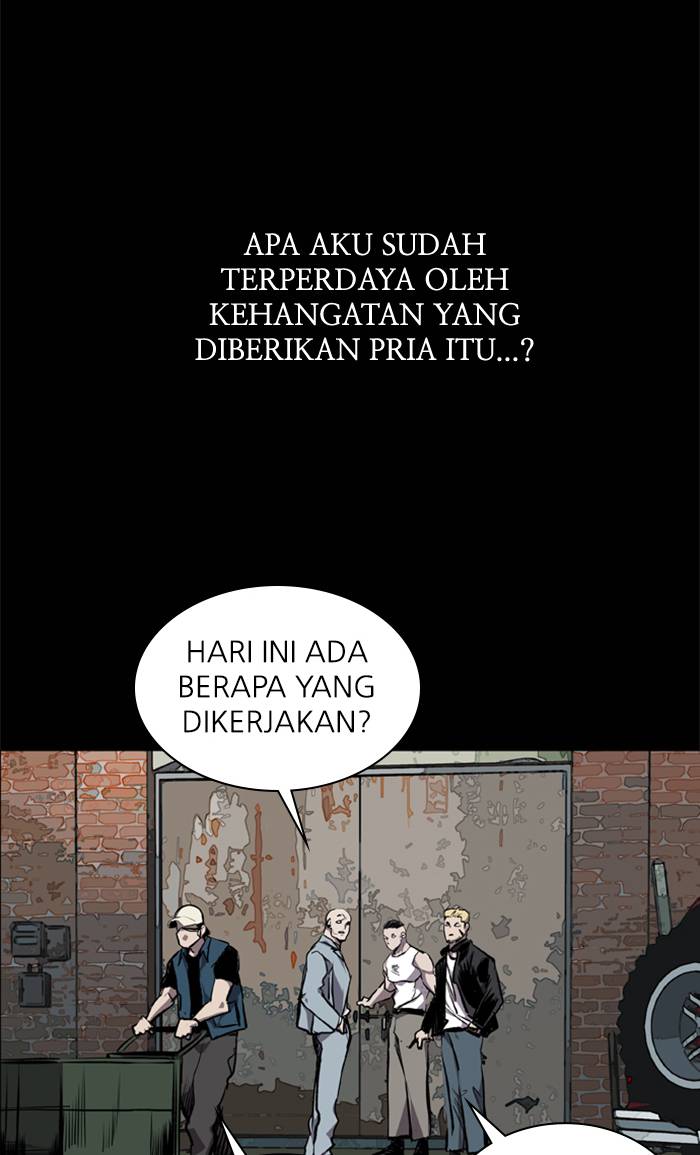 APA AKU SUDAH
TERPERDAYA OLEH
KEHANGATAN YANG
DIBERIKAN PRIA ITU...?
HARI INI ADA
BERAPA YANG
DIKERJAKAN?